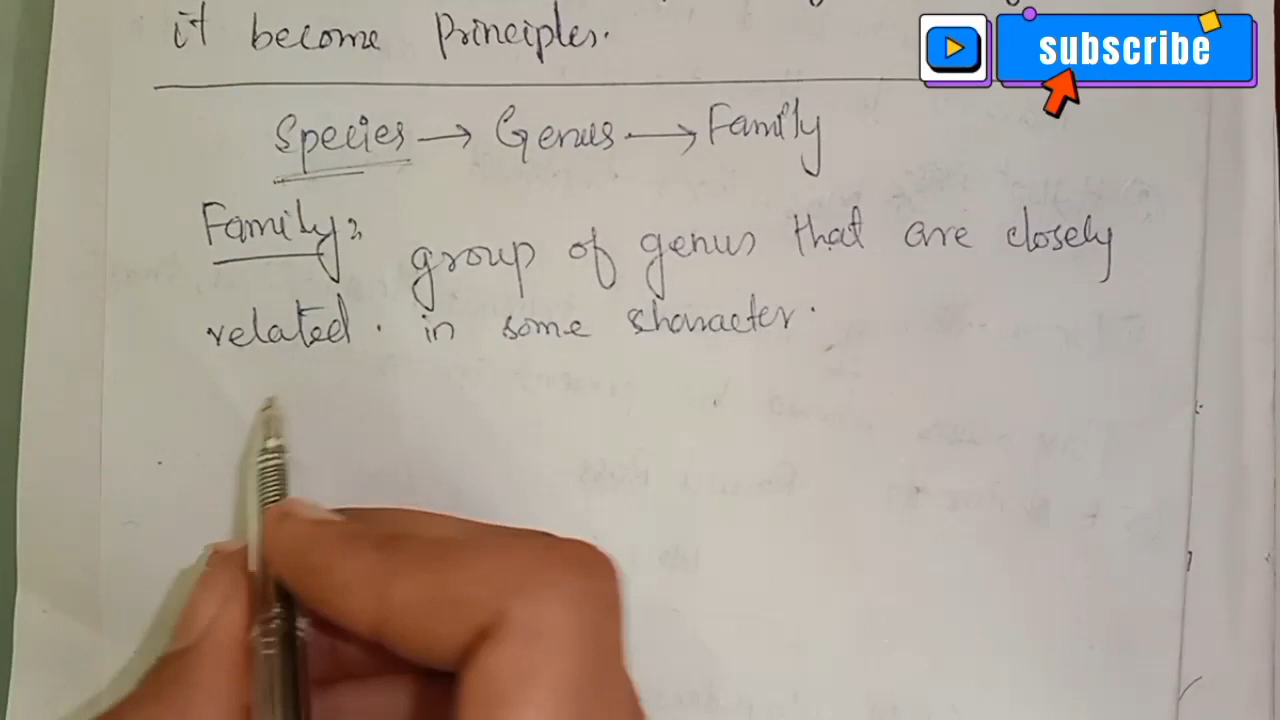 it become Principles.
subscribe
Species → Genus → Family
Family: group of genus that are closely
related. in some character.